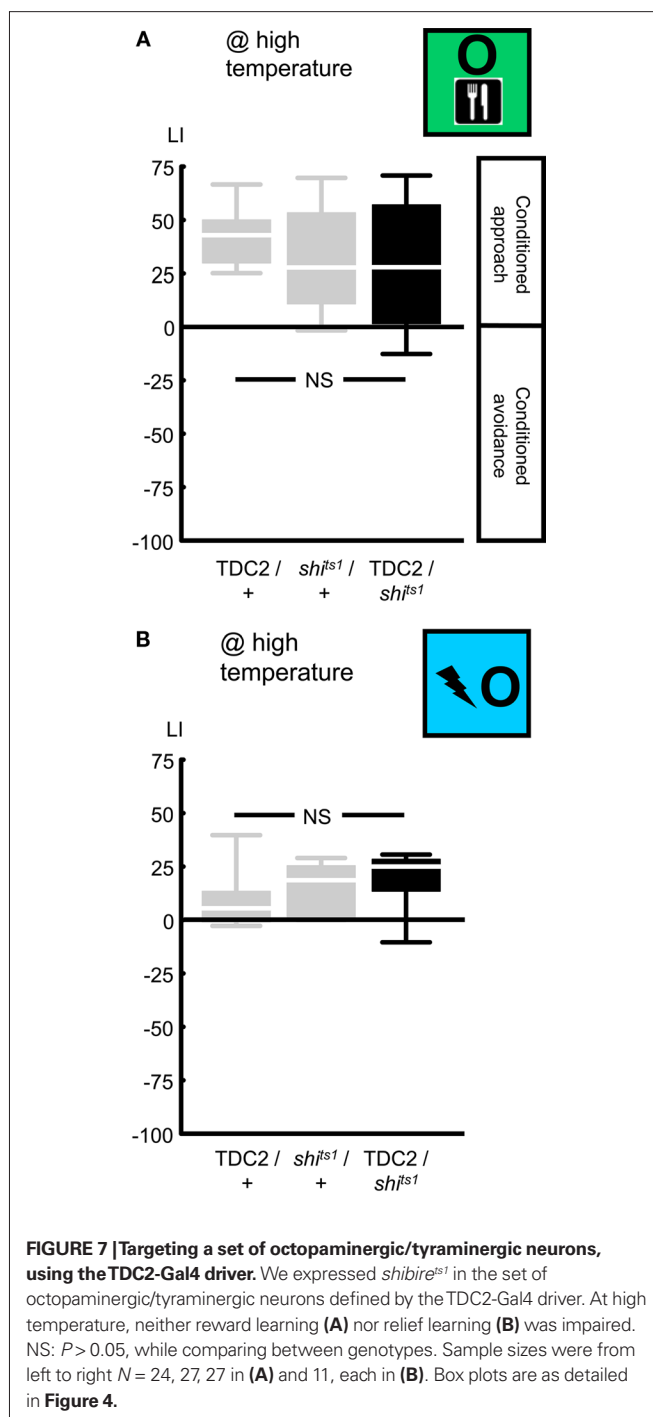 A
@ high
temperature
O
LI
75
50
25
0
-25
-50
-75
-100
NS
Conditioned
approach
Conditioned
avoidance
TDC2 / shi^ts1 / TDC2 /
+ + shi^ts1
B
@ high
temperature
O
LI
75
50
25
0
-25
-50
-75
-100
NS
TDC2 / shi^ts1 / TDC2 /
+ + shi^ts1
FIGURE 7 | Targeting a set of octopaminergic/tyraminergic neurons,
using the TDC2-Gal4 driver. We expressed shibire^ts1 in the set of
octopaminergic/tyraminergic neurons defined by the TDC2-Gal4 driver. At high
temperature, neither reward learning (A) nor relief learning (B) was impaired.
NS: P > 0.05, while comparing between genotypes. Sample sizes were from
left to right N = 24, 27, 27 in (A) and 11, each in (B). Box plots are as detailed
in Figure 4.